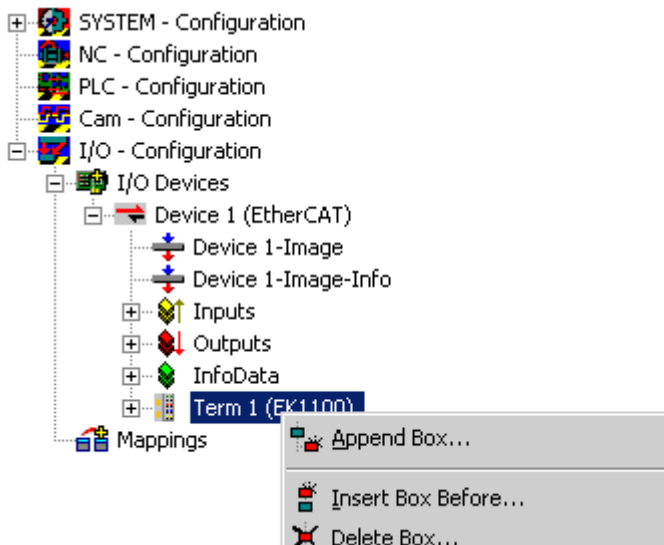 SYSTEM - Configuration
NC - Configuration
PLC - Configuration
Cam - Configuration
I/O - Configuration
I/O Devices
Device 1 (EtherCAT)
Device 1-Image
Device 1-Image-Info
Inputs
Outputs
InfoData
Term 1 (EK1100)
Mappings
Append Box...
Insert Box Before...
Delete Box...